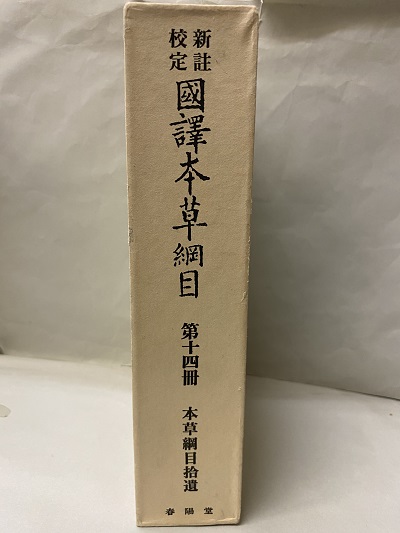 新註
校定
國譯本草綱目
第十四冊
本草綱目拾遺
春陽堂